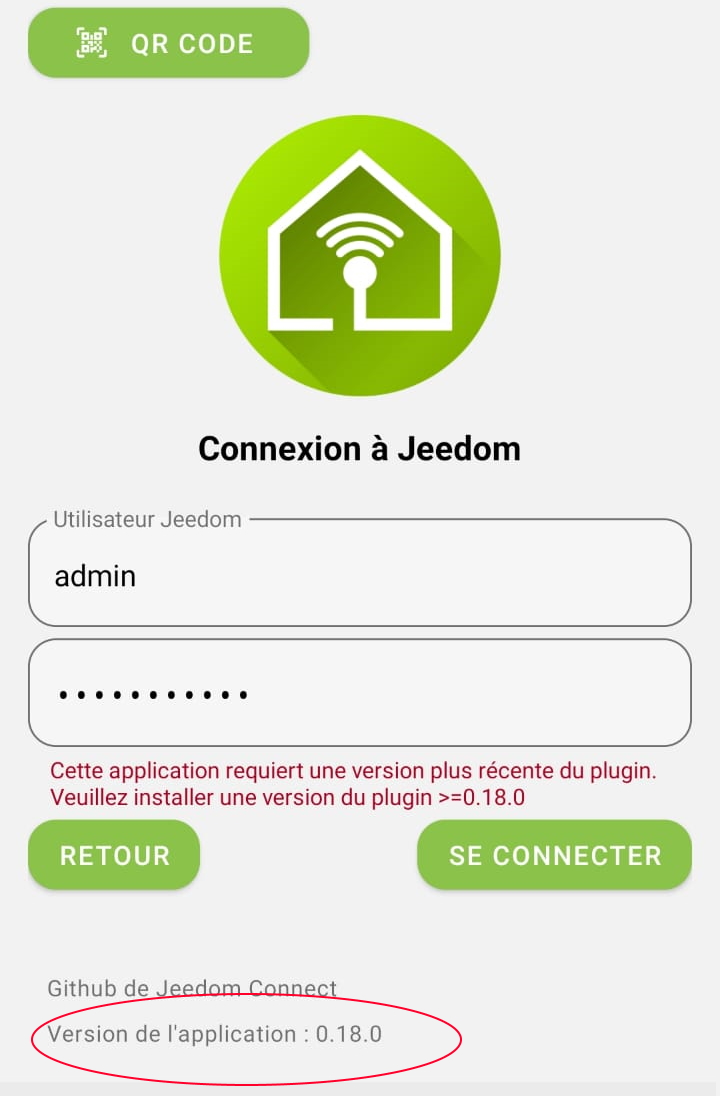 QR CODE
Connexion à Jeedom
Utilisateur Jeedom
admin
•••••••••••
Cette application requiert une version plus récente du plugin.
Veuillez installer une version du plugin >=0.18.0
RETOUR
SE CONNECTER
Github de Jeedom Connect
Version de l'application : 0.18.0